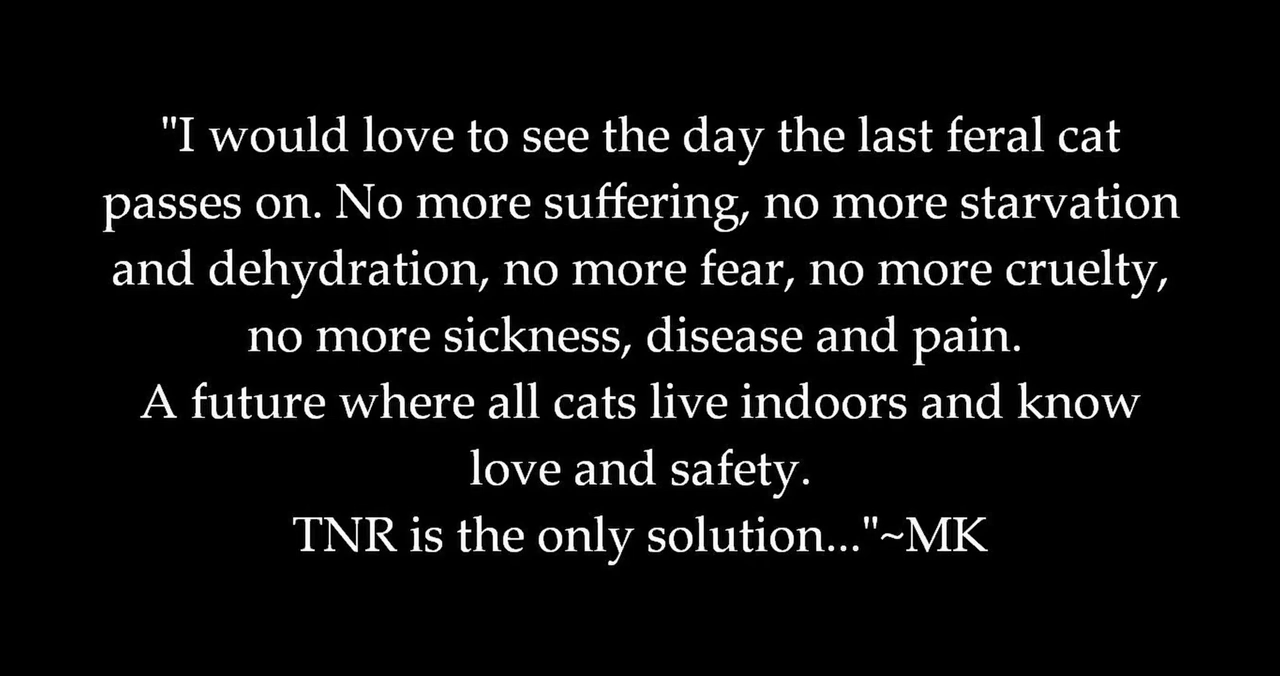 "I would love to see the day the last feral cat
passes on. No more suffering, no more starvation
and dehydration, no more fear, no more cruelty,
no more sickness, disease and pain.
A future where all cats live indoors and know
love and safety.
TNR is the only solution..."~MK